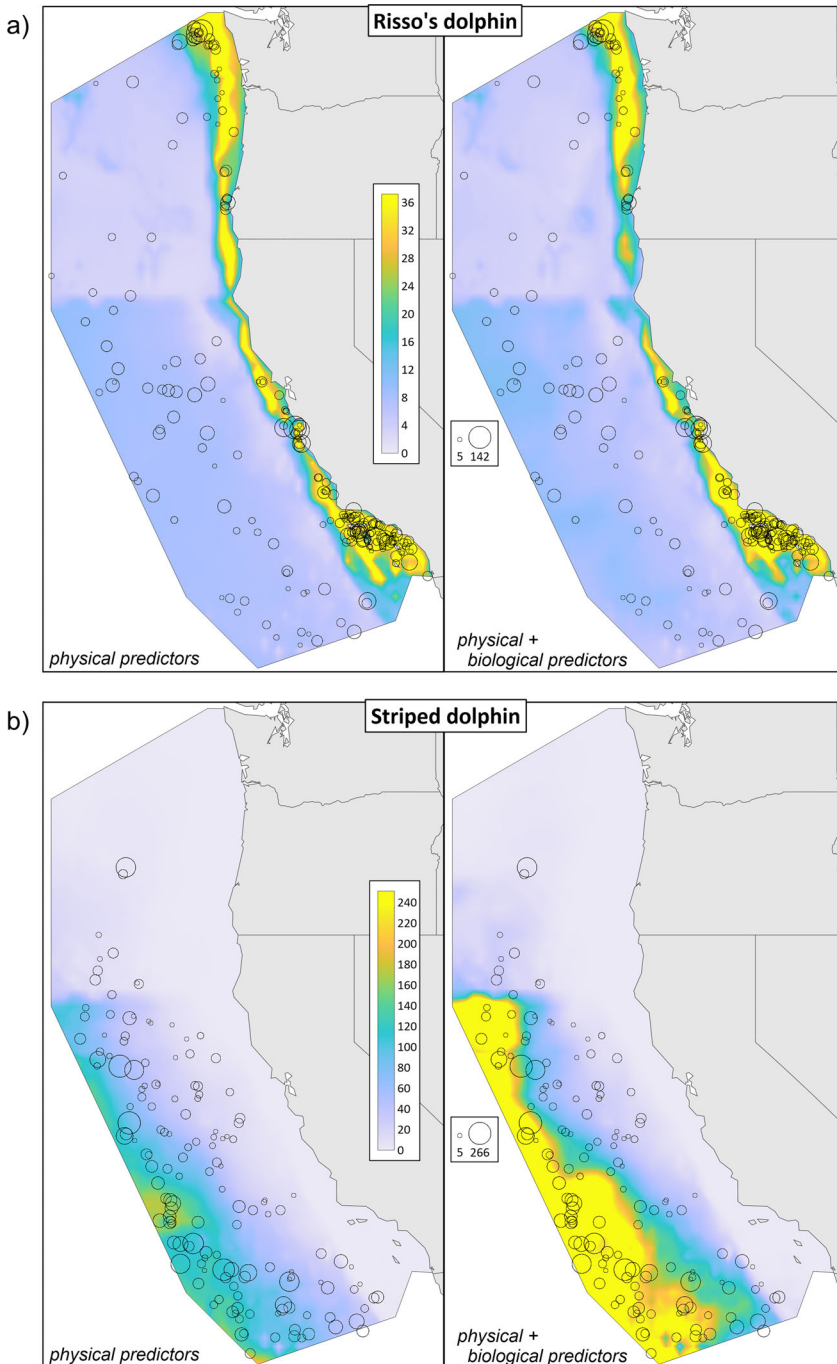 a)
Risso's dolphin
36
32
28
24
20
16
12
8
4
0
5 142
physical predictors
physical +
biological predictors
b)
Striped dolphin
240
220
200
180
160
140
120
100
80
60
40
20
0
5 266
physical predictors
physical +
biological predictors